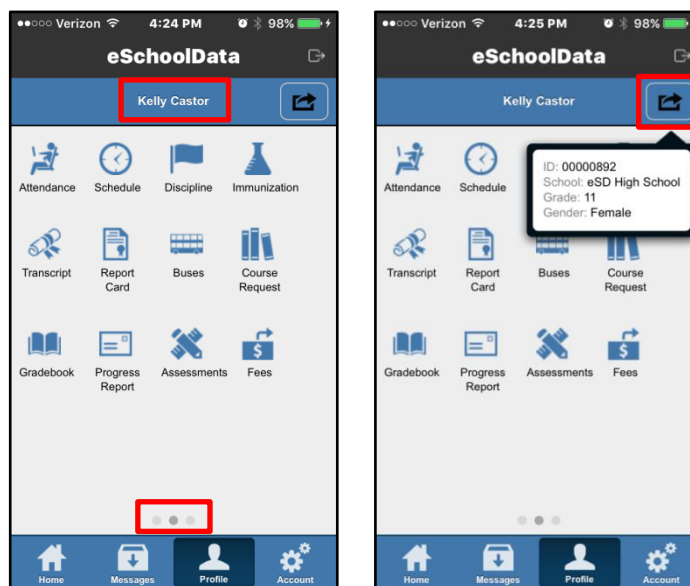 ●●○○○ Verizon 4:24 PM 98%
eSchoolData
Kelly Castor
Attendance Schedule Discipline Immunization
Transcript Report Card Buses Course Request
Gradebook Progress Report Assessments Fees
Home Messages Profile Account
●●○○○ Verizon 4:25 PM 98%
eSchoolData
Kelly Castor
ID: 00000892
School: eSD High School
Grade: 11
Gender: Female
Attendance Schedule
Transcript Report Card Buses Course Request
Gradebook Progress Report Assessments Fees
Home Messages Profile Account